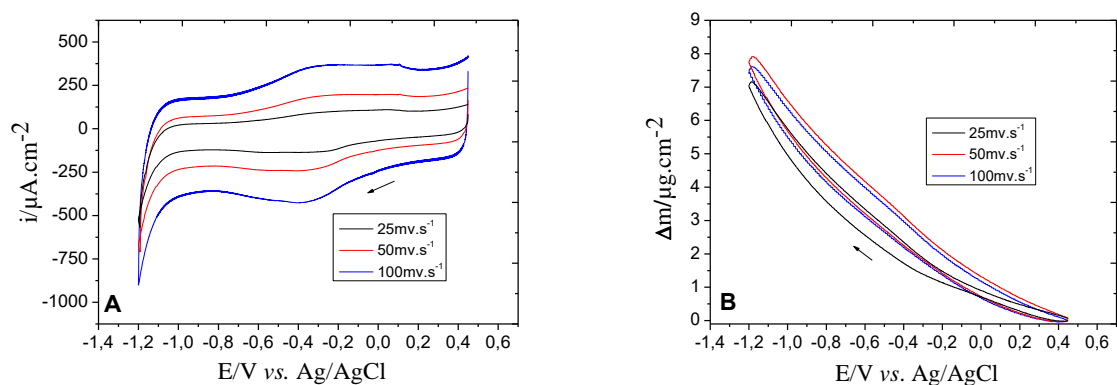 500
250
0
-250
-500
-750
-1000
i/µA.cm-2
A
25mv.s-1
50mv.s-1
100mv.s-1
-1,4 -1,2 -1,0 -0,8 -0,6 -0,4 -0,2 0,0 0,2 0,4 0,6
E/V vs. Ag/AgCl
9
8
7
6
5
4
3
2
1
0
Δm/µg.cm-2
25mv.s-1
50mv.s-1
100mv.s-1
B
-1,4 -1,2 -1,0 -0,8 -0,6 -0,4 -0,2 0,0 0,2 0,4 0,6
E/V vs. Ag/AgCl